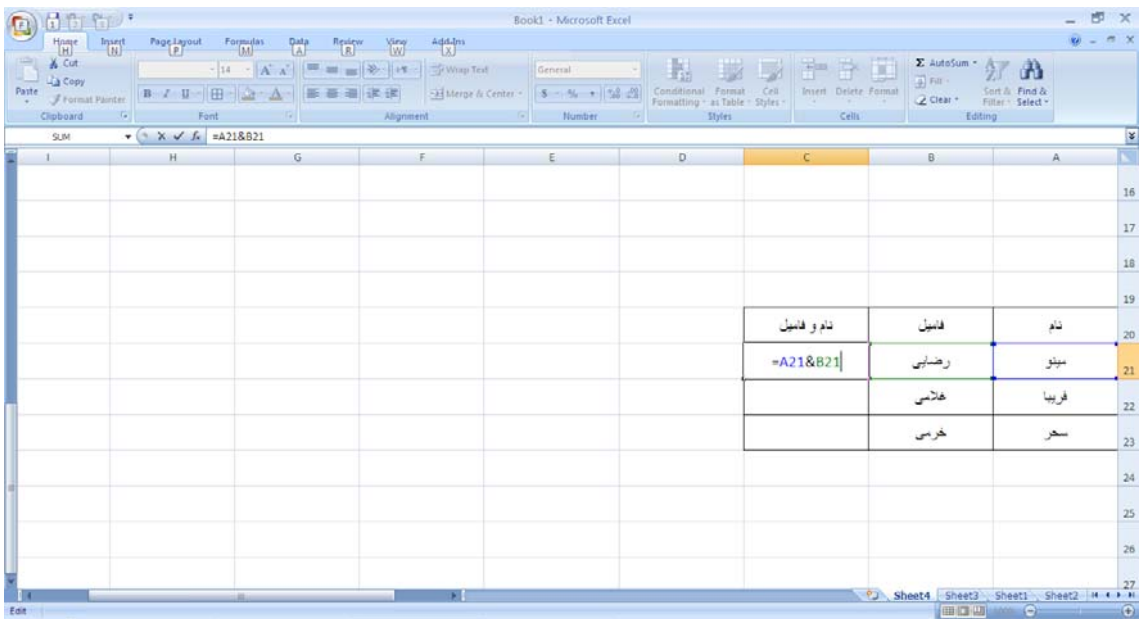 Book1 - Microsoft Excel
Home Insert Page Layout Formulas Data Review View Add-Ins
H N P M A R W X
Cut
Copy
Format Painter
Paste
14 A A
B I U
Wrap Text
Merge & Center
General
$ % ,
Conditional Formatting
Format as Table
Cell Styles
Insert Delete Format
Σ AutoSum
Fill
Clear
Sort & Filter
Find & Select
Clipboard Font Alignment Number Styles Cells Editing
SUM fx =A21&B21
I H G F E D C B A
16
17
18
19
نام فامیل نام و فامیل 20
مینو رضایی =A21&B21 21
فریبا غلامی 22
سحر خرمی 23
24
25
26
27
Sheet4 Sheet3 Sheet1 Sheet2
Edit 100%